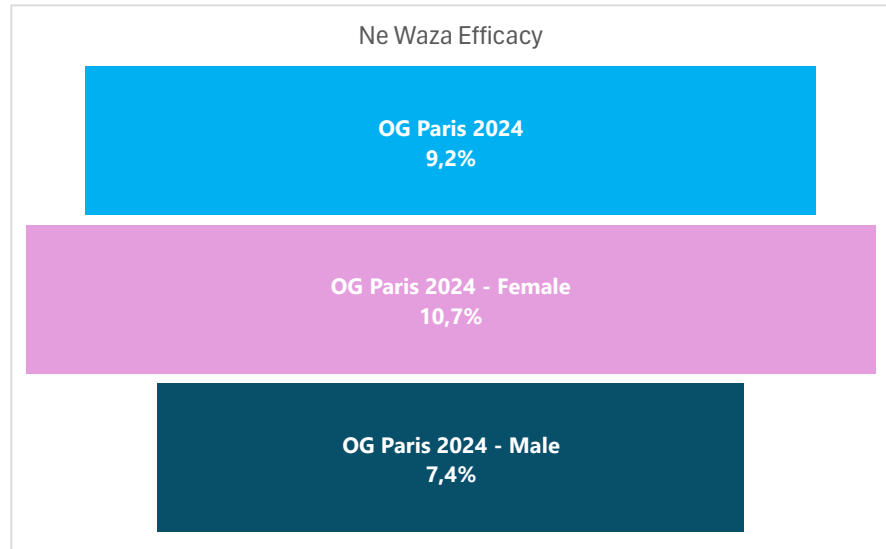 Ne Waza Efficacy
OG Paris 2024
9,2%
OG Paris 2024 - Female
10,7%
OG Paris 2024 - Male
7,4%